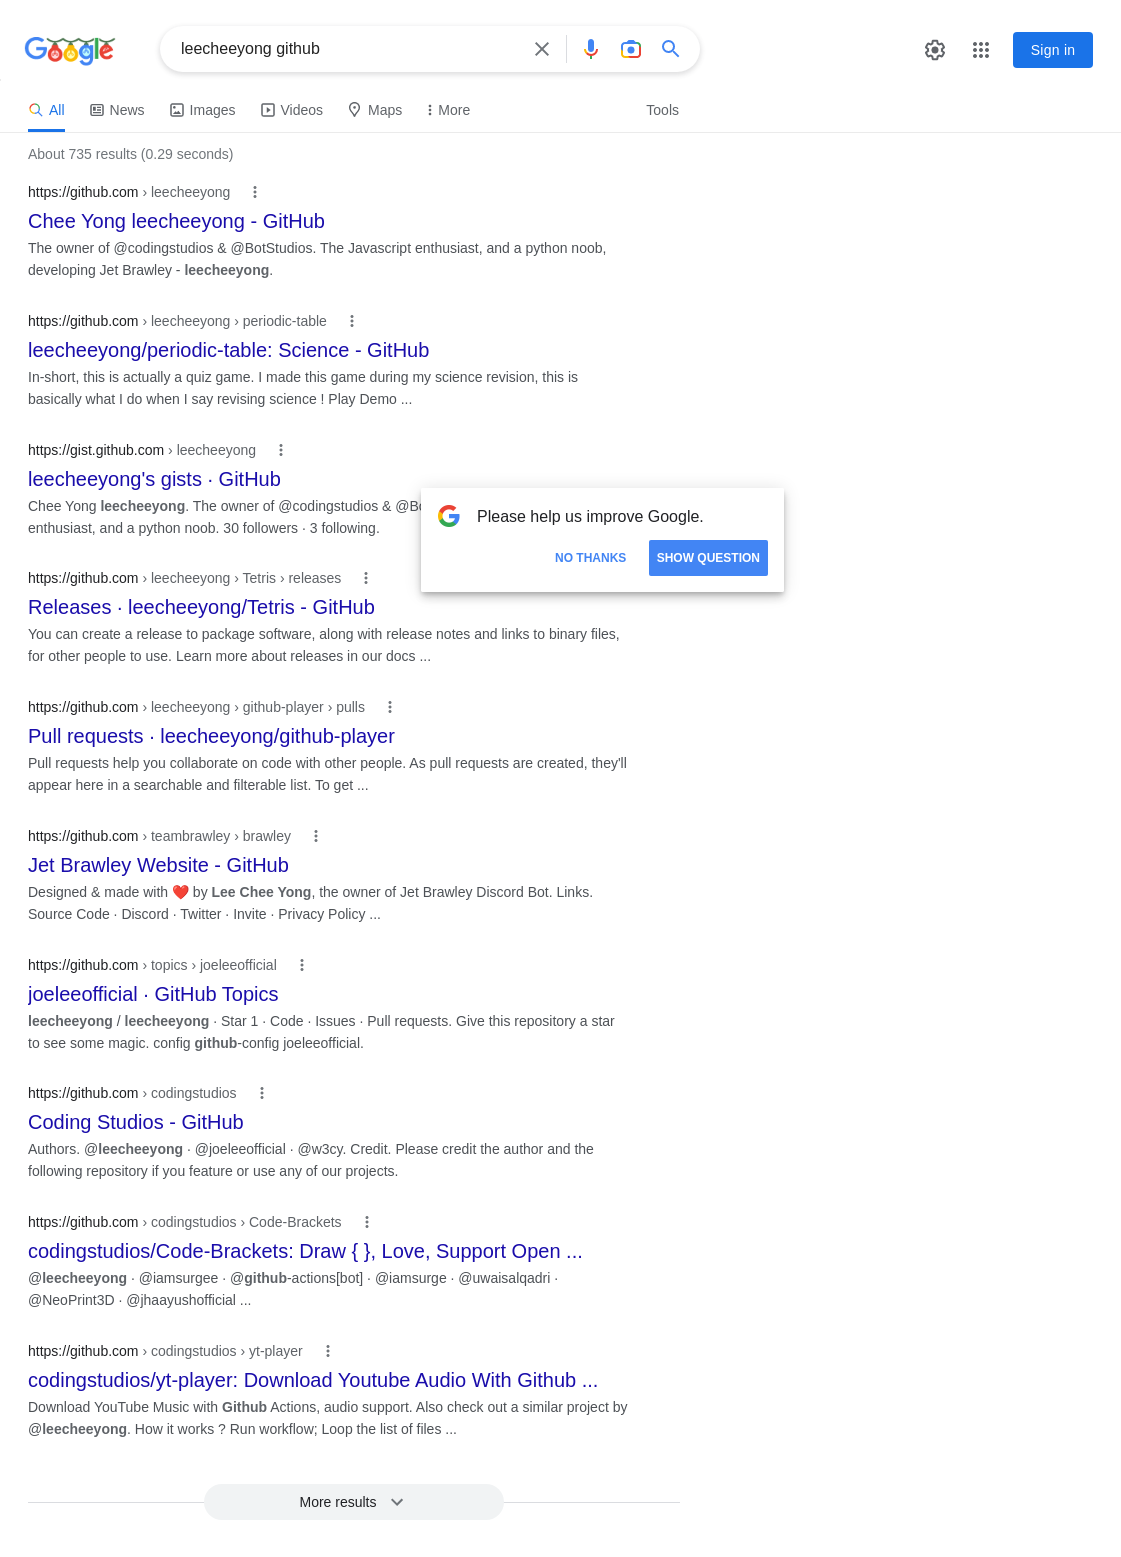 Google
leecheeyong github
Sign in
All
News
Images
Videos
Maps
More
Tools
About 735 results (0.29 seconds)
https://github.com › leecheeyong
Chee Yong leecheeyong - GitHub
The owner of @codingstudios & @BotStudios. The Javascript enthusiast, and a python noob,
developing Jet Brawley - leecheeyong.
https://github.com › leecheeyong › periodic-table
leecheeyong/periodic-table: Science - GitHub
In-short, this is actually a quiz game. I made this game during my science revision, this is
basically what I do when I say revising science ! Play Demo ...
https://gist.github.com › leecheeyong
leecheeyong's gists · GitHub
Chee Yong leecheeyong. The owner of @codingstudios & @Bo
enthusiast, and a python noob. 30 followers · 3 following.
Please help us improve Google.
NO THANKS
SHOW QUESTION
https://github.com › leecheeyong › Tetris › releases
Releases · leecheeyong/Tetris - GitHub
You can create a release to package software, along with release notes and links to binary files,
for other people to use. Learn more about releases in our docs ...
https://github.com › leecheeyong › github-player › pulls
Pull requests · leecheeyong/github-player
Pull requests help you collaborate on code with other people. As pull requests are created, they'll
appear here in a searchable and filterable list. To get ...
https://github.com › teambrawley › brawley
Jet Brawley Website - GitHub
Designed & made with ❤️ by Lee Chee Yong, the owner of Jet Brawley Discord Bot. Links.
Source Code · Discord · Twitter · Invite · Privacy Policy ...
https://github.com › topics › joeleeofficial
joeleeofficial · GitHub Topics
leecheeyong / leecheeyong · Star 1 · Code · Issues · Pull requests. Give this repository a star
to see some magic. config github-config joeleeofficial.
https://github.com › codingstudios
Coding Studios - GitHub
Authors. @leecheeyong · @joeleeofficial · @w3cy. Credit. Please credit the author and the
following repository if you feature or use any of our projects.
https://github.com › codingstudios › Code-Brackets
codingstudios/Code-Brackets: Draw { }, Love, Support Open ...
@leecheeyong · @iamsurgee · @github-actions[bot] · @iamsurge · @uwaisalqadri ·
@NeoPrint3D · @jhaayushofficial ...
https://github.com › codingstudios › yt-player
codingstudios/yt-player: Download Youtube Audio With Github ...
Download YouTube Music with Github Actions, audio support. Also check out a similar project by
@leecheeyong. How it works ? Run workflow; Loop the list of files ...
More results